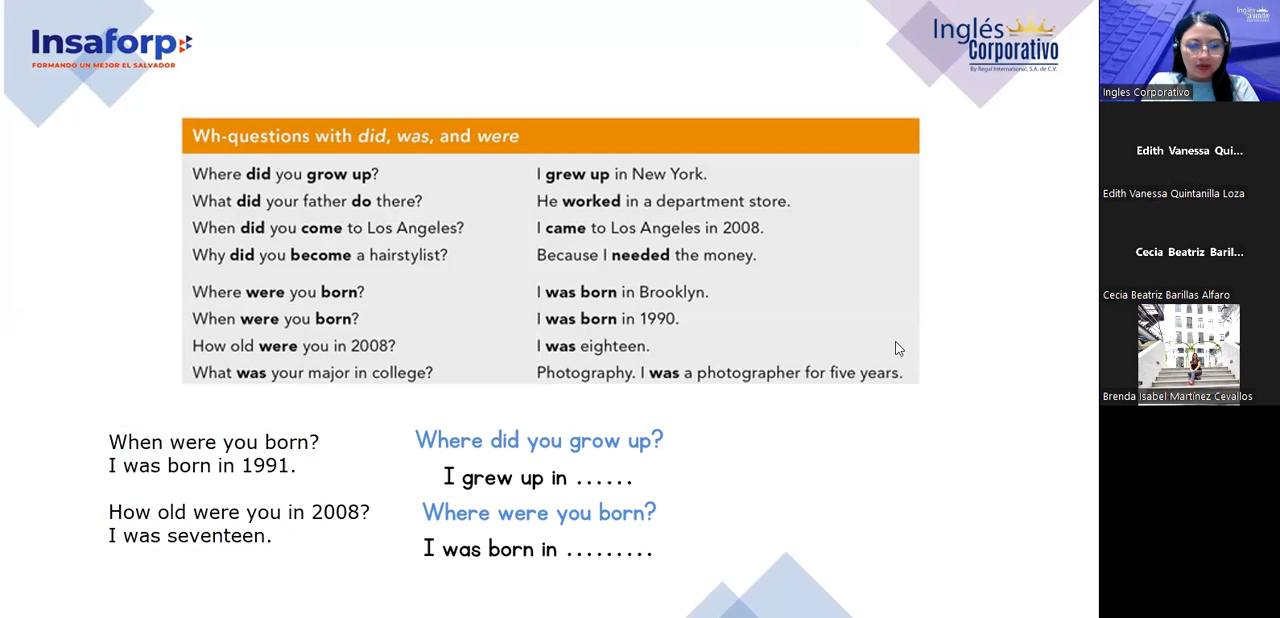 Insaforp
FORMANDO UN MEJOR EL SALVADOR
Inglés
Corporativo
By Regal International, S.A. de C.V.
Wh-questions with did, was, and were
Where did you grow up? I grew up in New York.
What did your father do there? He worked in a department store.
When did you come to Los Angeles? I came to Los Angeles in 2008.
Why did you become a hairstylist? Because I needed the money.
Where were you born? I was born in Brooklyn.
When were you born? I was born in 1990.
How old were you in 2008? I was eighteen.
What was your major in college? Photography. I was a photographer for five years.
When were you born?
I was born in 1991.
How old were you in 2008?
I was seventeen.
Where did you grow up?
I grew up in ......
Where were you born?
I was born in .........
Inglés
Ingles Corporativo
Edith Vanessa Qui...
Edith Vanessa Quintanilla Loza
Cecia Beatriz Baril...
Cecia Beatriz Barillas Alfaro
Brenda Isabel Martínez Cevallos